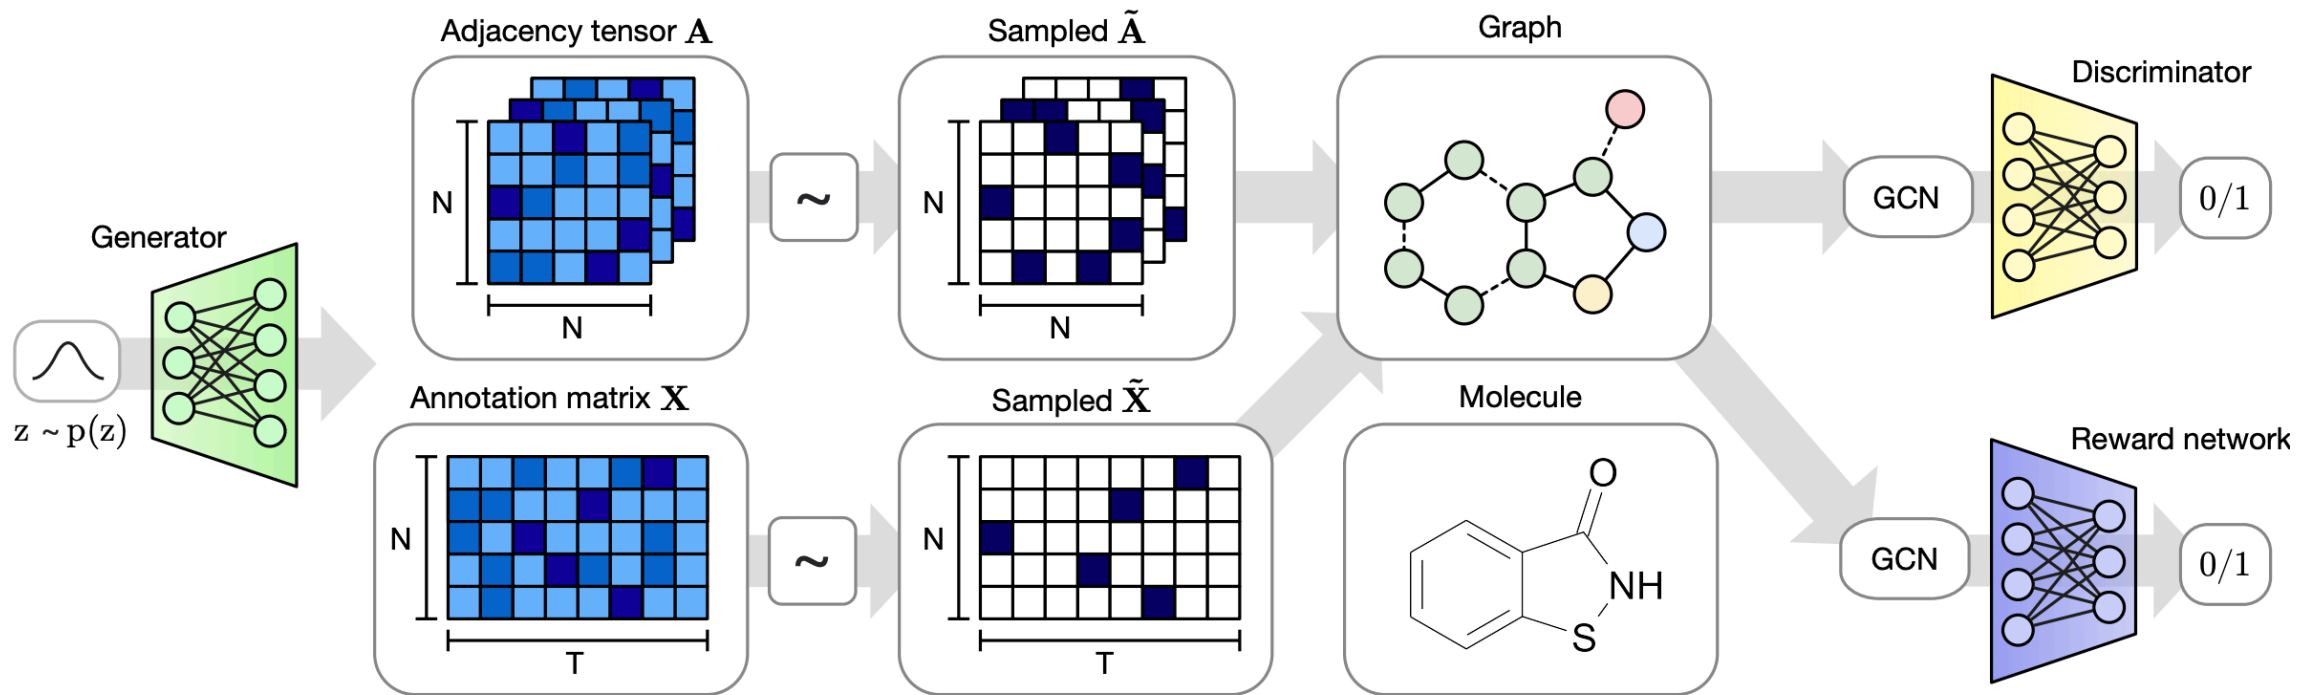 Generator
z ~ p(z)
Adjacency tensor A
N
N
Annotation matrix X
N
T
~
~
Sampled Ã
N
N
Sampled X̃
N
T
Graph
Molecule
O
NH
S
GCN
Discriminator
0/1
GCN
Reward network
0/1